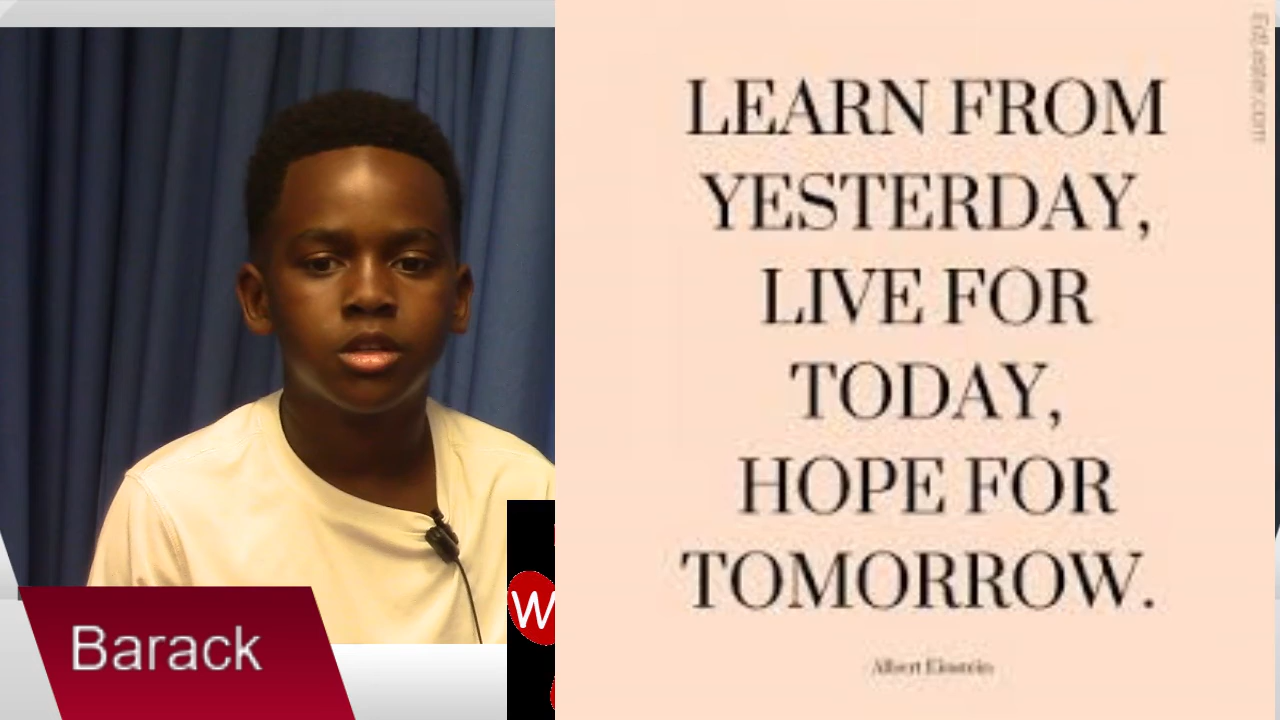 LEARN FROM
YESTERDAY,
LIVE FOR
TODAY,
HOPE FOR
TOMORROW.
Albert Einstein
Barack
W